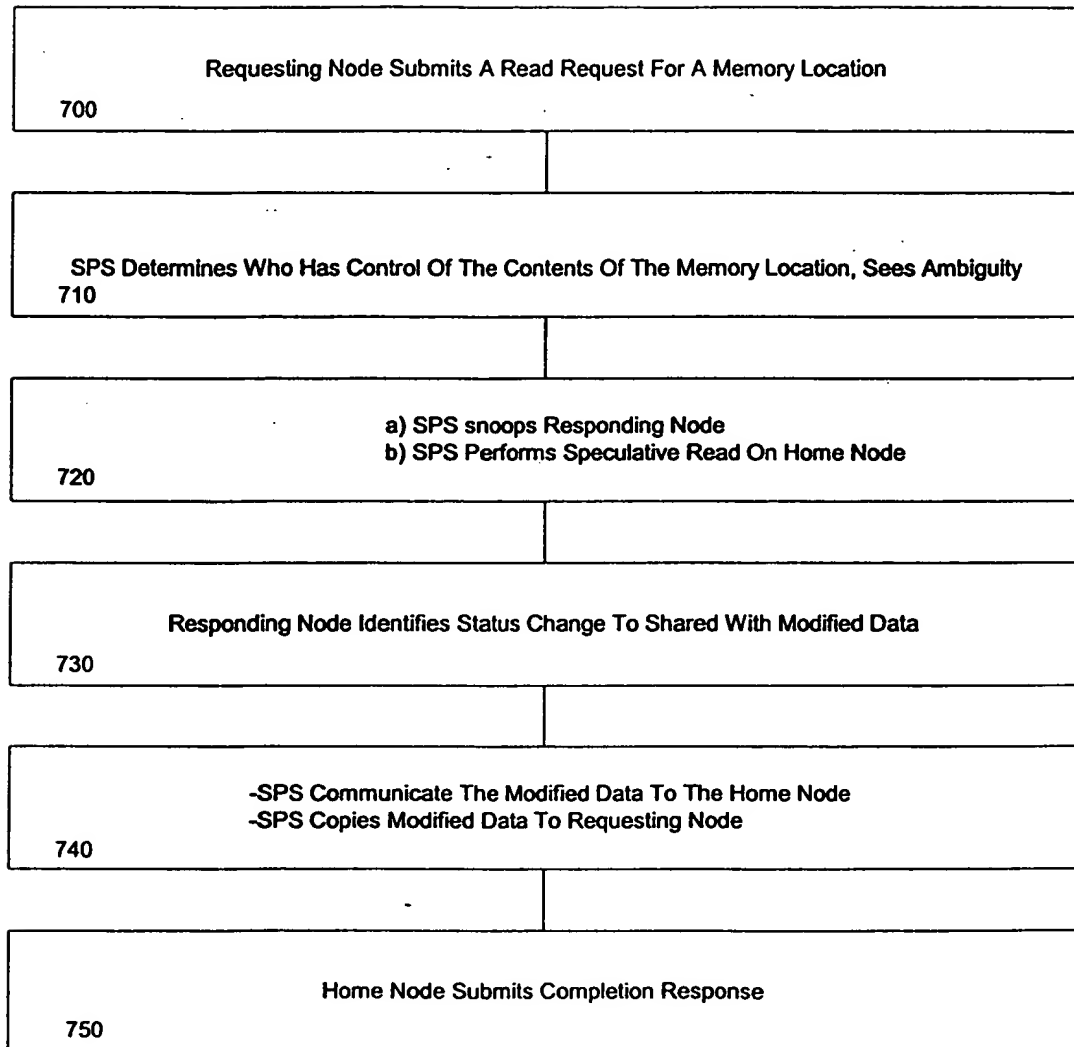 Requesting Node Submits A Read Request For A Memory Location
700
SPS Determines Who Has Control Of The Contents Of The Memory Location, Sees Ambiguity
710
a) SPS snoops Responding Node
b) SPS Performs Speculative Read On Home Node
720
Responding Node Identifies Status Change To Shared With Modified Data
730
-SPS Communicate The Modified Data To The Home Node
-SPS Copies Modified Data To Requesting Node
740
Home Node Submits Completion Response
750